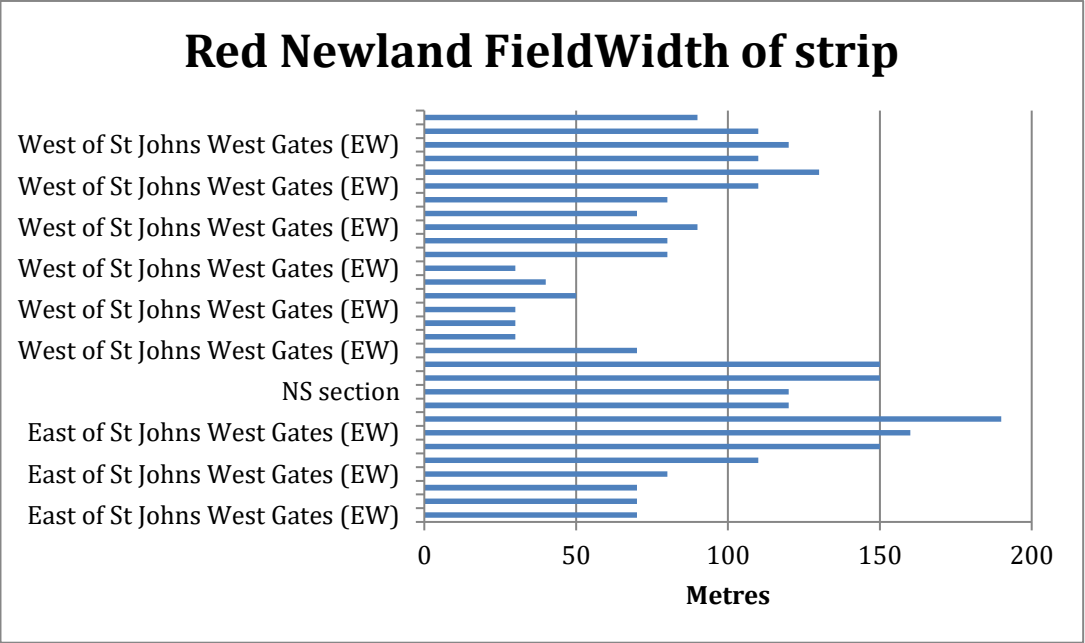 Red Newland FieldWidth of strip
West of St Johns West Gates (EW)
West of St Johns West Gates (EW)
West of St Johns West Gates (EW)
West of St Johns West Gates (EW)
West of St Johns West Gates (EW)
West of St Johns West Gates (EW)
NS section
East of St Johns West Gates (EW)
East of St Johns West Gates (EW)
East of St Johns West Gates (EW)
0 50 100 150 200
Metres